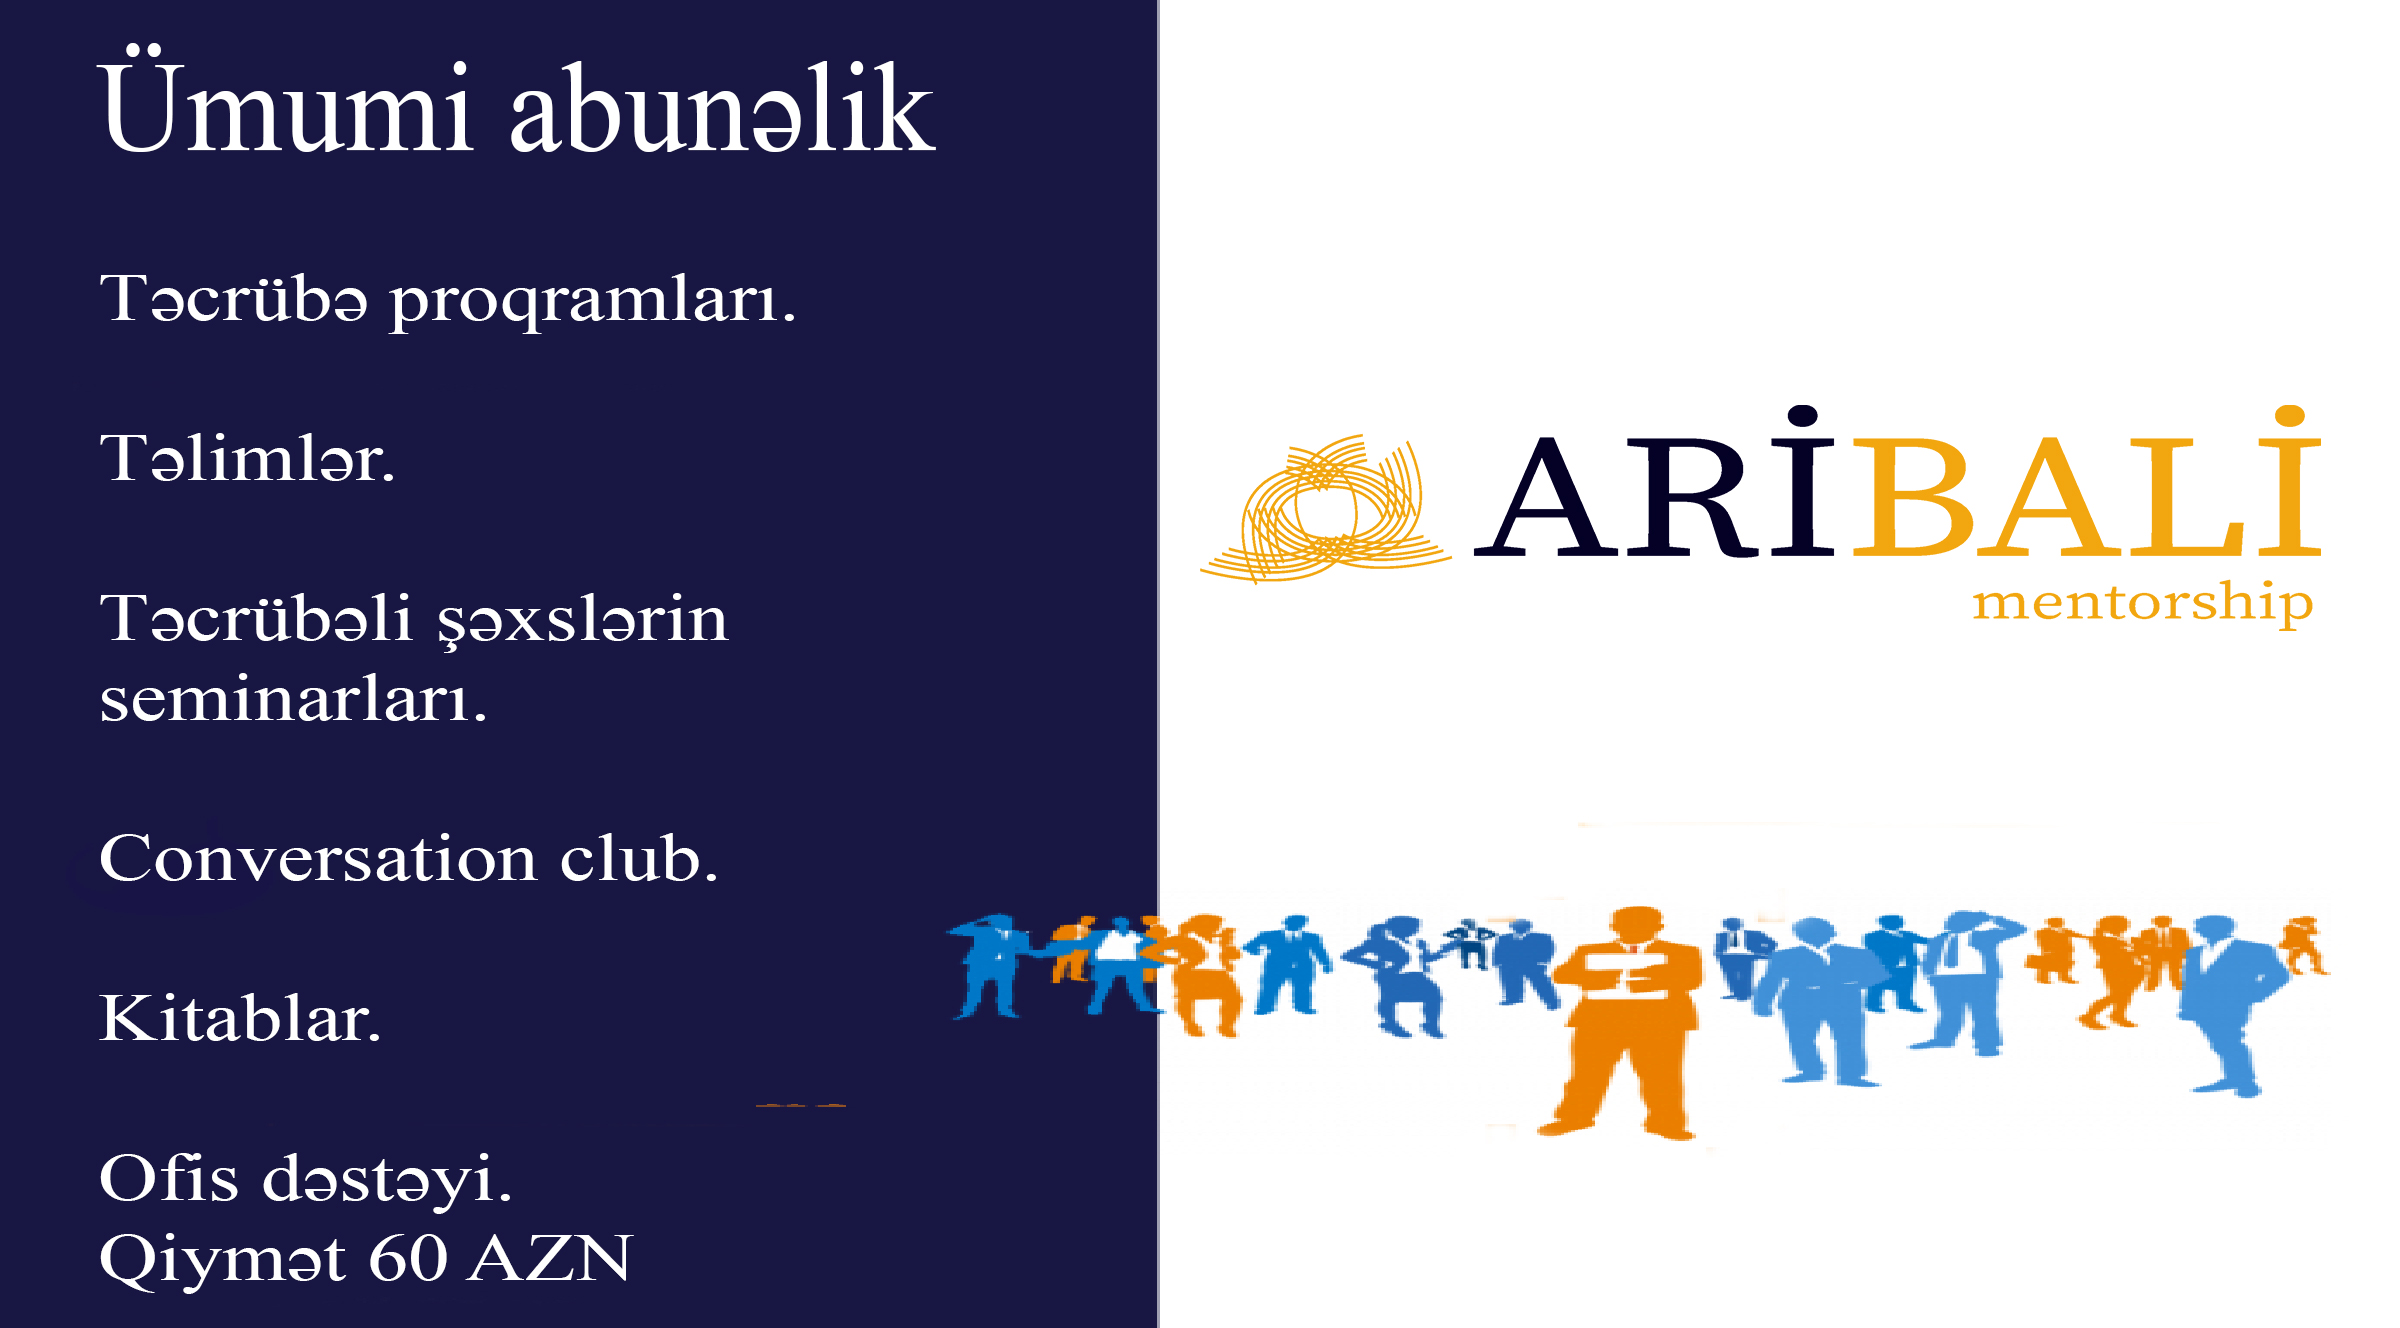 Ümumi abunəlik
Təcrübə proqramları.
Təlimlər.
Təcrübəli şəxslərin
seminarları.
Conversation club.
Kitablar.
Ofis dəstəyi.
Qiymət 60 AZN
ARİBALİ
mentorship